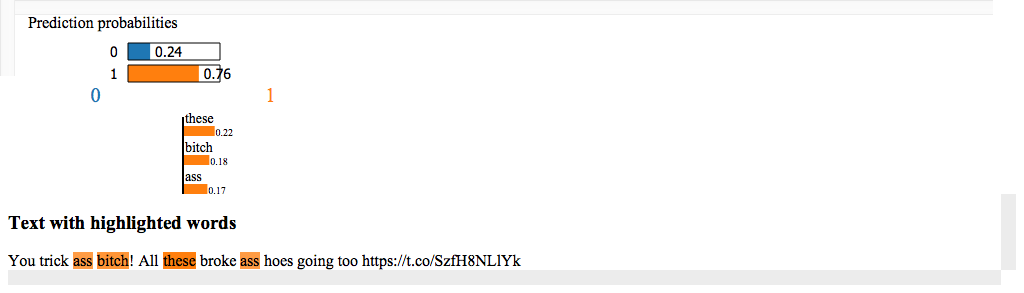 Prediction probabilities
0 0.24
1 0.76
0 1
these
0.22
bitch
0.18
ass
0.17
Text with highlighted words
You trick ass bitch! All these broke ass hoes going too https://t.co/SzfH8NLlYk